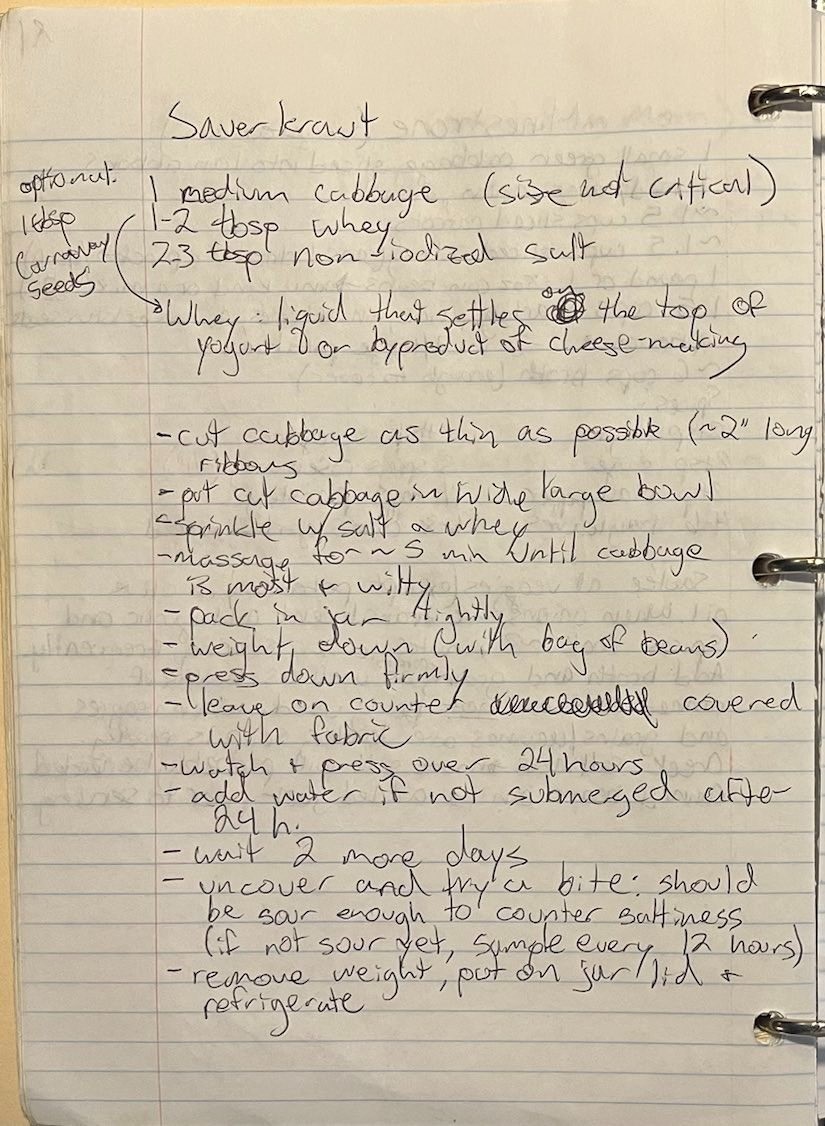 Sauerkraut
optional:
1 tbsp
Carraway
seeds
1 medium cabbage (size not critical)
1-2 tbsp whey
2-3 tbsp non-iodized salt
Whey: liquid that settles on the top of
yogurt or byproduct of cheese-making
-cut cabbage as thin as possible (~2" long
ribbons
-put cut cabbage in wide large bowl
-sprinkle w/ salt & whey
-massage for ~5 min until cabbage
is most + wilty
-pack in jar tightly
-weight down (with bag of beans)
-press down firmly
-leave on counter covered
with fabric
-watch + press over 24 hours
-add water if not submerged after
24 h.
-wait 2 more days
-uncover and try a bite: should
be sour enough to counter saltiness
(if not sour yet, sample every 12 hours)
-remove weight, put on jar lid +
refrigerate